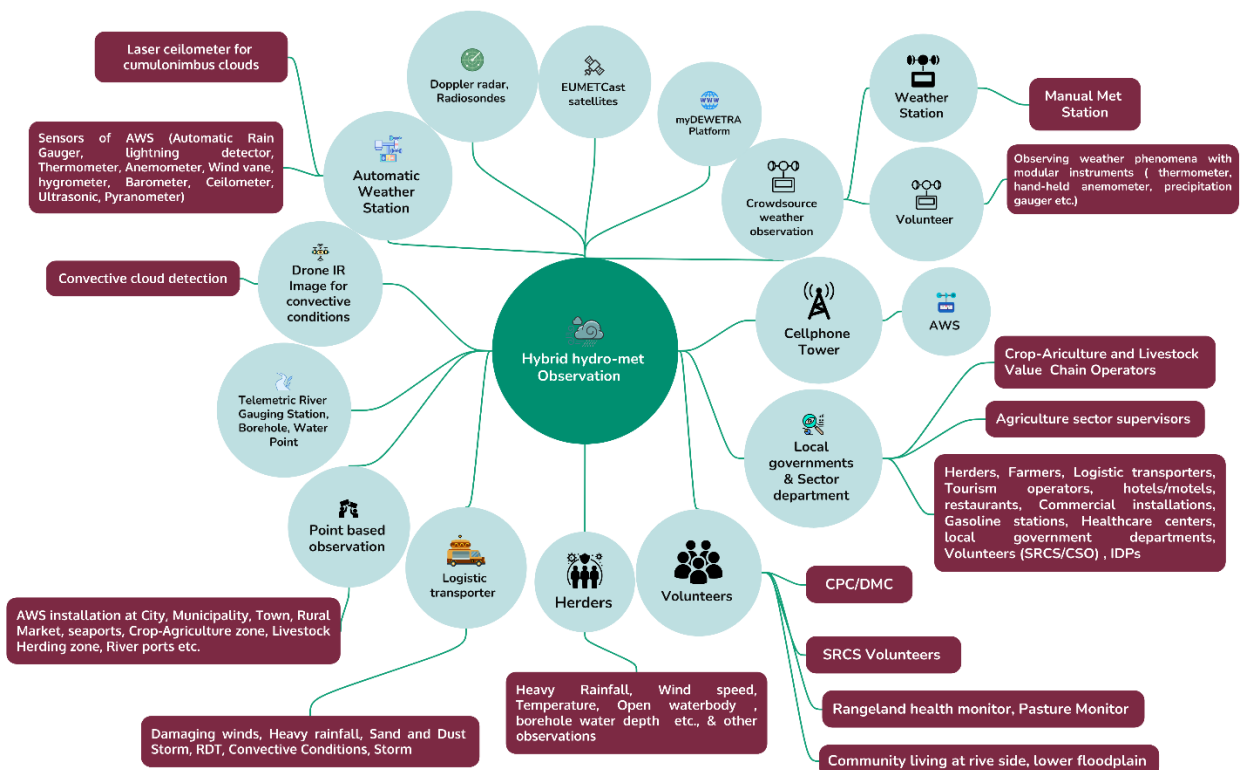 Laser ceilometer for
cumulonimbus clouds
Doppler radar,
Radiosondes
EUMETCast
satellites
www
myDEWETRA
Platform
Weather
Station
Manual Met
Station
Sensors of AWS (Automatic Rain
Gauger, lightning detector,
Thermometer, Anemometer, Wind vane,
hygrometer, Barometer, Ceilometer,
Ultrasonic, Pyranometer)
Automatic
Weather
Station
Crowdsource
weather
observation
Volunteer
Observing weather phenomena with
modular instruments ( thermometer,
hand-held anemometer, precipitation
gauger etc.)
Convective cloud detection
Drone IR
Image for
convective
conditions
Hybrid hydro-met
Observation
Cellphone
Tower
AWS
Telemetric River
Gauging Station,
Borehole, Water
Point
Crop-Ariculture and Livestock
Value Chain Operators
Agriculture sector supervisors
Local
governments
& Sector
department
Herders, Farmers, Logistic transporters,
Tourism operators, hotels/motels,
restaurants, Commercial installations,
Gasoline stations, Healthcare centers,
local government departments,
Volunteers (SRCS/CSO) , IDPs
Point based
observation
Logistic
transporter
Herders
Volunteers
CPC/DMC
AWS installation at City, Municipality, Town, Rural
Market, seaports, Crop-Agriculture zone, Livestock
Herding zone, River ports etc.
SRCS Volunteers
Heavy Rainfall, Wind speed,
Temperature, Open waterbody ,
borehole water depth etc., & other
observations
Rangeland health monitor, Pasture Monitor
Damaging winds, Heavy rainfall, Sand and Dust
Storm, RDT, Convective Conditions, Storm
Community living at rive side, lower floodplain